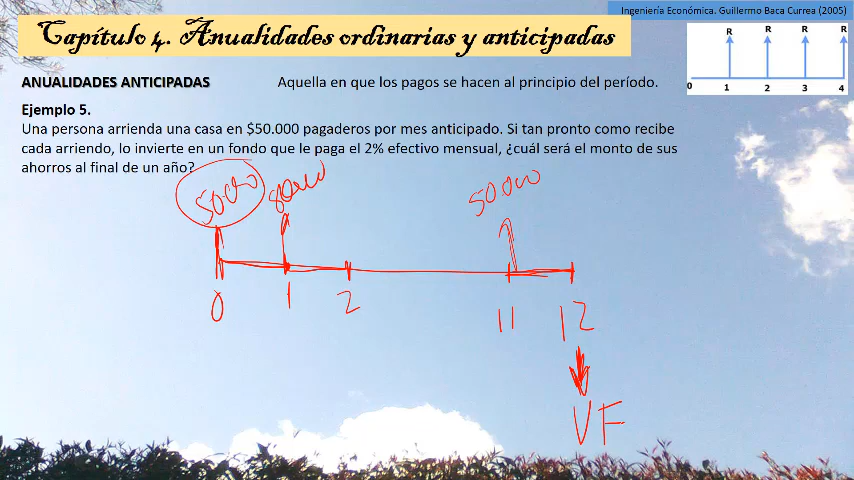 Ingeniería Económica. Guillermo Baca Currea (2005)
Capítulo 4. Anualidades ordinarias y anticipadas
ANUALIDADES ANTICIPADAS Aquella en que los pagos se hacen al principio del período.
R R R R
0 1 2 3 4
Ejemplo 5.
Una persona arrienda una casa en $50.000 pagaderos por mes anticipado. Si tan pronto como recibe
cada arriendo, lo invierte en un fondo que le paga el 2% efectivo mensual, ¿cuál será el monto de sus
ahorros al final de un año?
50000 50000 50000
0 1 2 11 12
VF